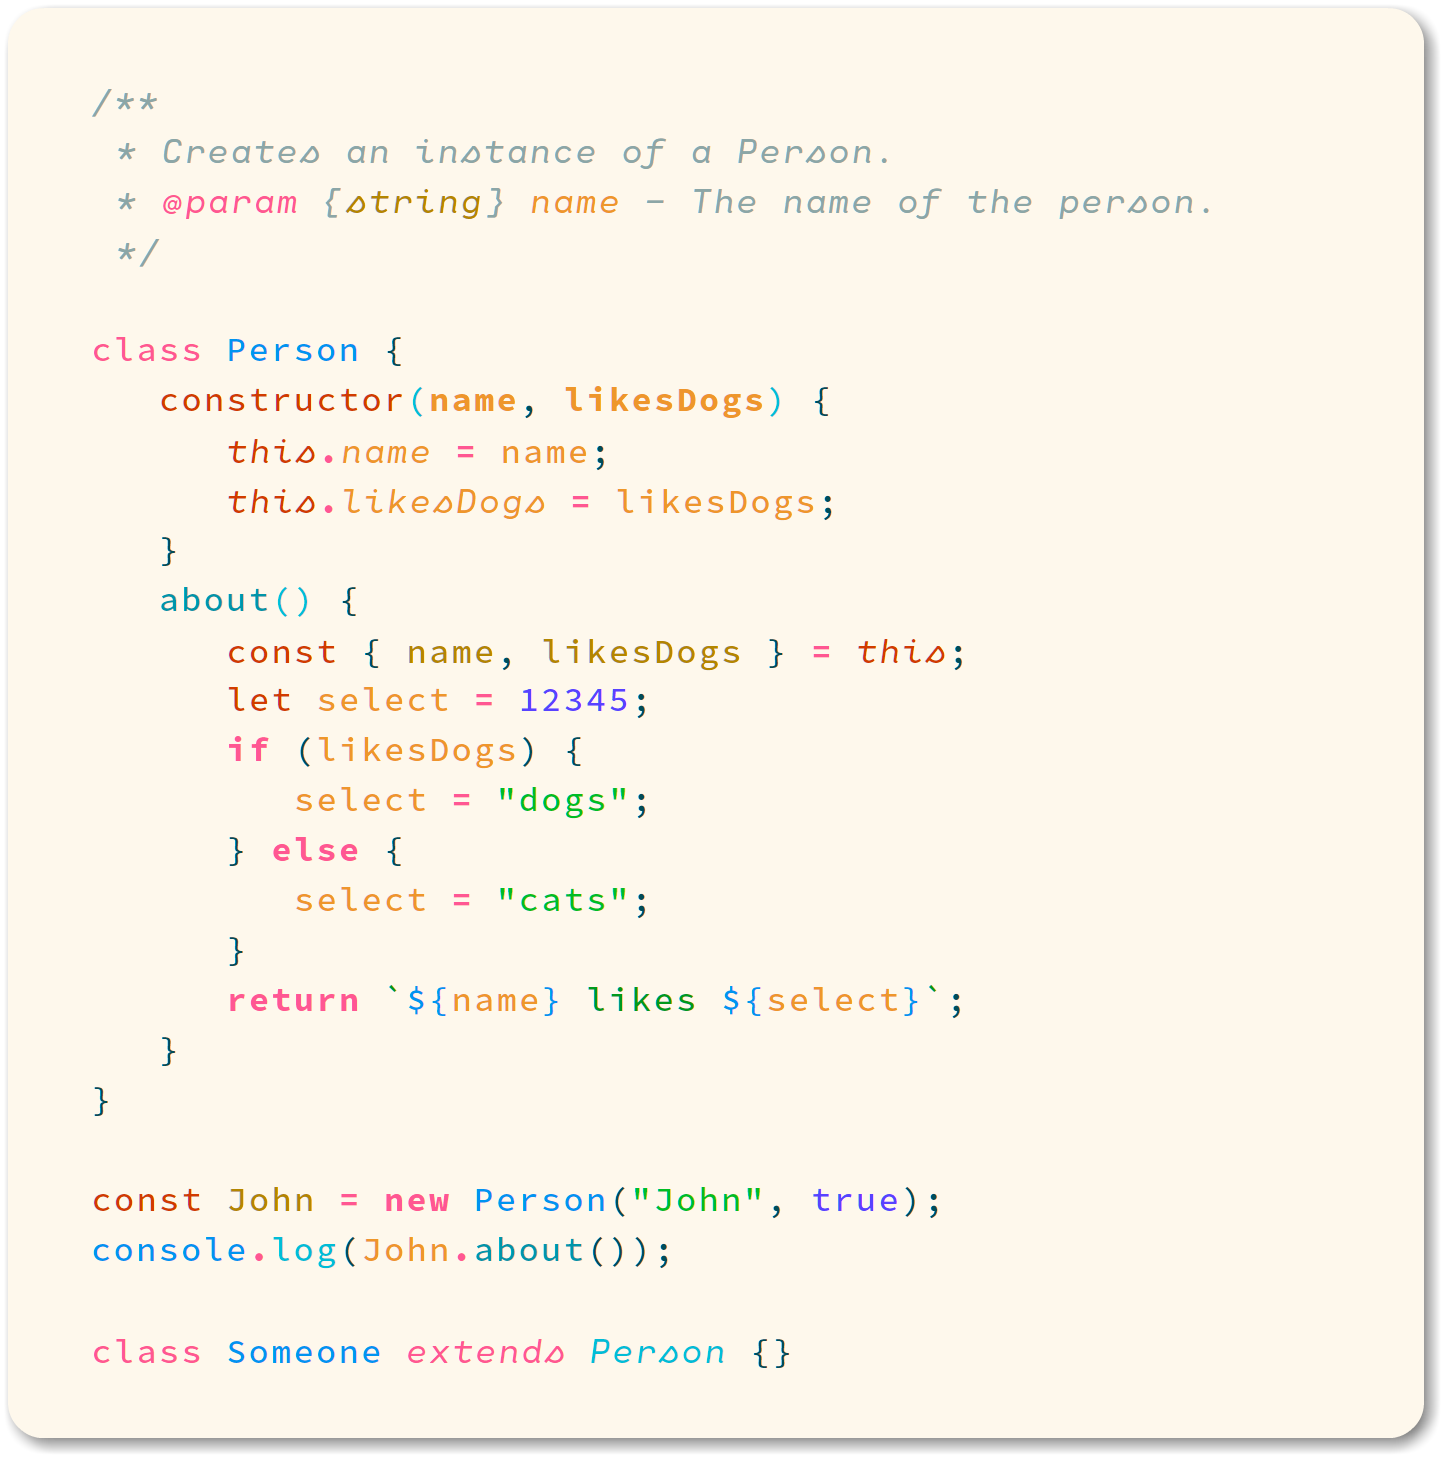 /**
 * Creates an instance of a Person.
 * @param {string} name - The name of the person.
 */

class Person {
   constructor(name, likesDogs) {
      this.name = name;
      this.likesDogs = likesDogs;
   }
   about() {
      const { name, likesDogs } = this;
      let select = 12345;
      if (likesDogs) {
         select = "dogs";
      } else {
         select = "cats";
      }
      return `${name} likes ${select}`;
   }
}

const John = new Person("John", true);
console.log(John.about());

class Someone extends Person {}